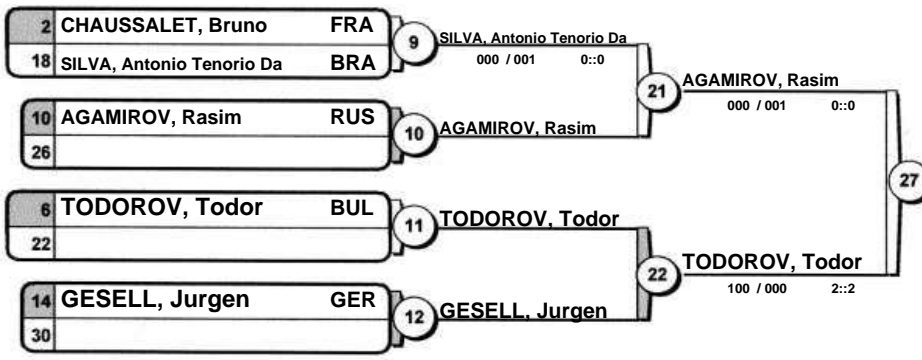 2 CHAUSSALET, Bruno FRA
18 SILVA, Antonio Tenorio Da BRA
9
SILVA, Antonio Tenorio Da
000 / 001 0::0
10 AGAMIROV, Rasim RUS
26
10
AGAMIROV, Rasim
21
AGAMIROV, Rasim
000 / 001 0::0
6 TODOROV, Todor BUL
22
11
TODOROV, Todor
14 GESELL, Jurgen GER
30
12
GESELL, Jurgen
22
TODOROV, Todor
100 / 000 2::2
27